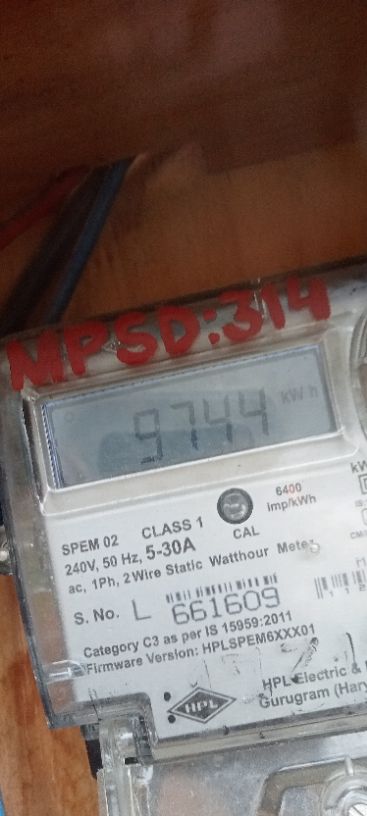 MPSD:314
9744 kWh
6400
Imp/kWh
CAL
SPEM 02 CLASS 1
240V, 50 Hz, 5-30A
ac, 1Ph, 2 Wire Static Watthour Meter
S. No. L 661609
Category C3 as per IS 15959:2011
Firmware Version: HPLSPEM6XXX01
HPL
HPL Electric &
Gurugram (Har